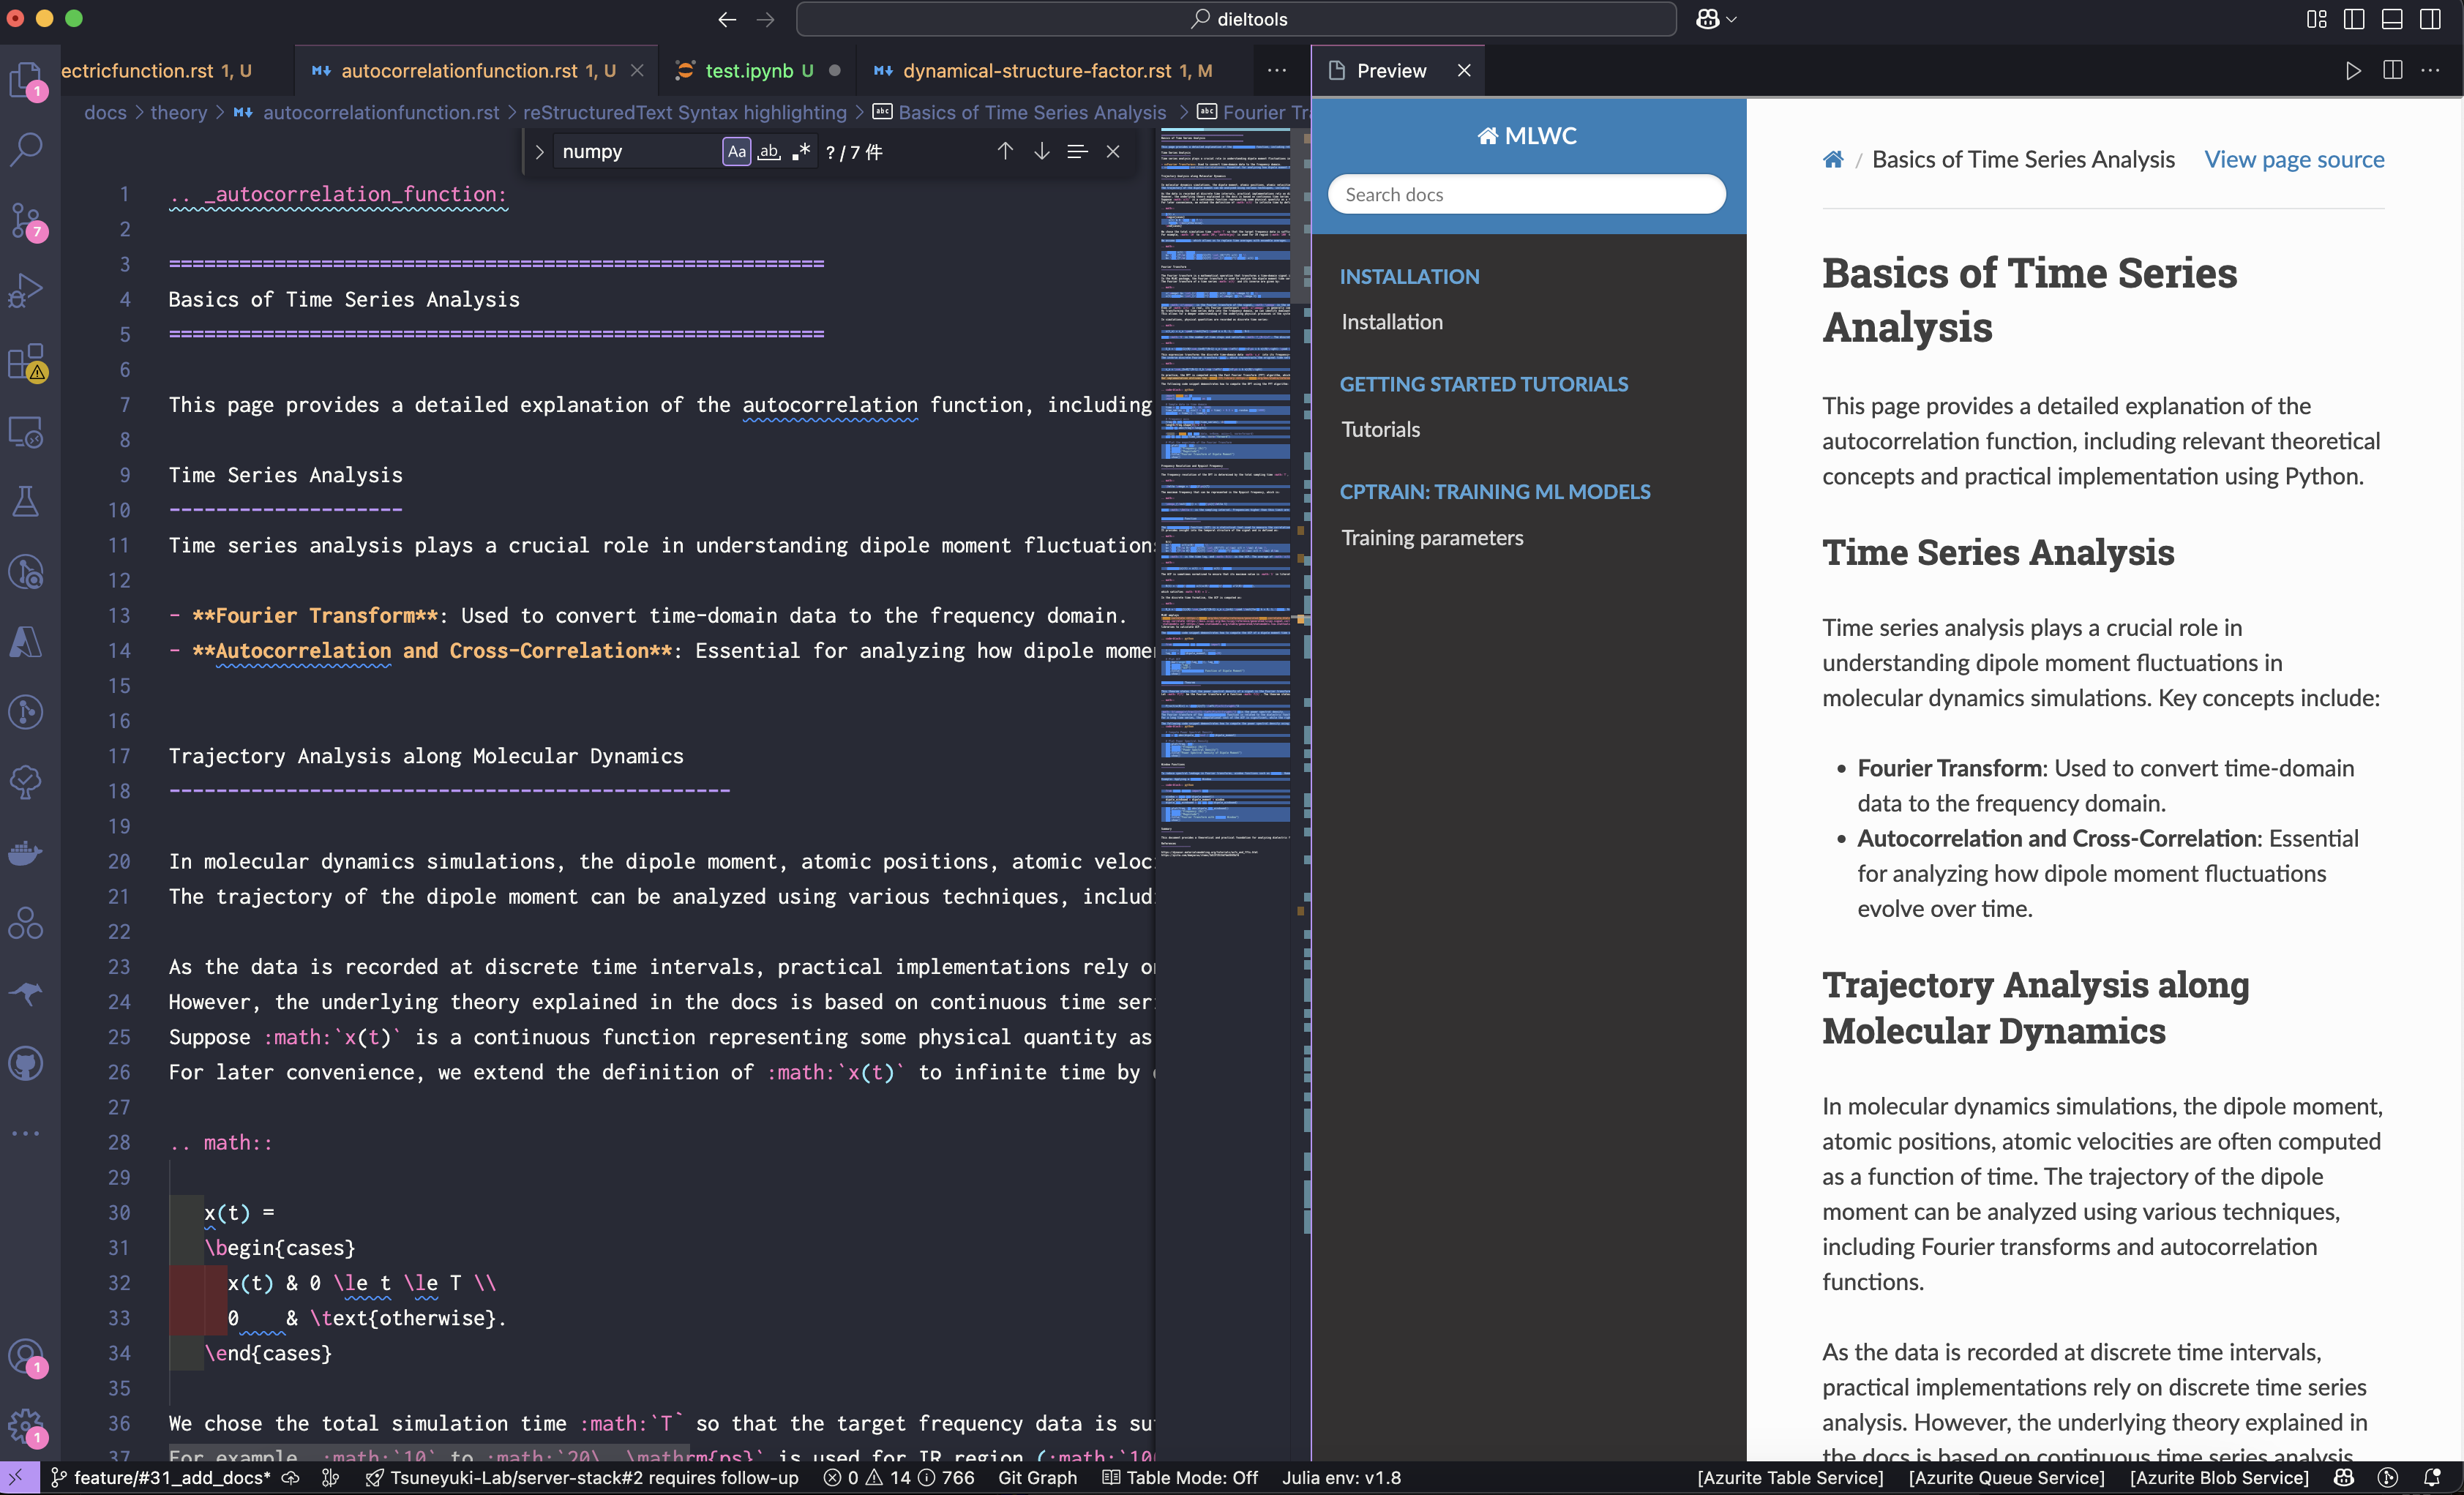 dieltools
ectricfunction.rst 1, U
autocorrelationfunction.rst 1, U
test.ipynb U
dynamical-structure-factor.rst 1, M
Preview
docs > theory > autocorrelationfunction.rst > reStructuredText Syntax highlighting > Basics of Time Series Analysis > Fourier Tr
numpy
Aa
ab
.*
? / 7 件
1 .. _autocorrelation_function:
2
3 ========================================================
4 Basics of Time Series Analysis
5 ========================================================
6
7 This page provides a detailed explanation of the autocorrelation function, including
8
9 Time Series Analysis
10 --------------------
11 Time series analysis plays a crucial role in understanding dipole moment fluctuations
12
13 - **Fourier Transform**: Used to convert time-domain data to the frequency domain.
14 - **Autocorrelation and Cross-Correlation**: Essential for analyzing how dipole mome
15
16
17 Trajectory Analysis along Molecular Dynamics
18 ------------------------------------------------
19
20 In molecular dynamics simulations, the dipole moment, atomic positions, atomic veloc
21 The trajectory of the dipole moment can be analyzed using various techniques, includ
22
23 As the data is recorded at discrete time intervals, practical implementations rely o
24 However, the underlying theory explained in the docs is based on continuous time ser
25 Suppose :math:`x(t)` is a continuous function representing some physical quantity as
26 For later convenience, we extend the definition of :math:`x(t)` to infinite time by
27
28 .. math::
29
30 x(t) =
31 \begin{cases}
32 x(t) & 0 \le t \le T \\
33 0 & \text{otherwise}.
34 \end{cases}
35
36 We chose the total simulation time :math:`T` so that the target frequency data is su
37 For example, :math:`10` to :math:`20\ \mathrm{ps}` is used for IR region (:math:`10
MLWC
Search docs
INSTALLATION
Installation
GETTING STARTED TUTORIALS
Tutorials
CPTRAIN: TRAINING ML MODELS
Training parameters
/ Basics of Time Series Analysis
View page source
Basics of Time Series
Analysis
This page provides a detailed explanation of the
autocorrelation function, including relevant theoretical
concepts and practical implementation using Python.
Time Series Analysis
Time series analysis plays a crucial role in
understanding dipole moment fluctuations in
molecular dynamics simulations. Key concepts include:
• Fourier Transform: Used to convert time-domain
data to the frequency domain.
• Autocorrelation and Cross-Correlation: Essential
for analyzing how dipole moment fluctuations
evolve over time.
Trajectory Analysis along
Molecular Dynamics
In molecular dynamics simulations, the dipole moment,
atomic positions, atomic velocities are often computed
as a function of time. The trajectory of the dipole
moment can be analyzed using various techniques,
including Fourier transforms and autocorrelation
functions.
As the data is recorded at discrete time intervals,
practical implementations rely on discrete time series
analysis. However, the underlying theory explained in
the docs is based on continuous time series analysis.
1
7
1
1
feature/#31_add_docs*
Tsuneyuki-Lab/server-stack#2 requires follow-up
0
14
766
Git Graph
Table Mode: Off
Julia env: v1.8
[Azurite Table Service]
[Azurite Queue Service]
[Azurite Blob Service]